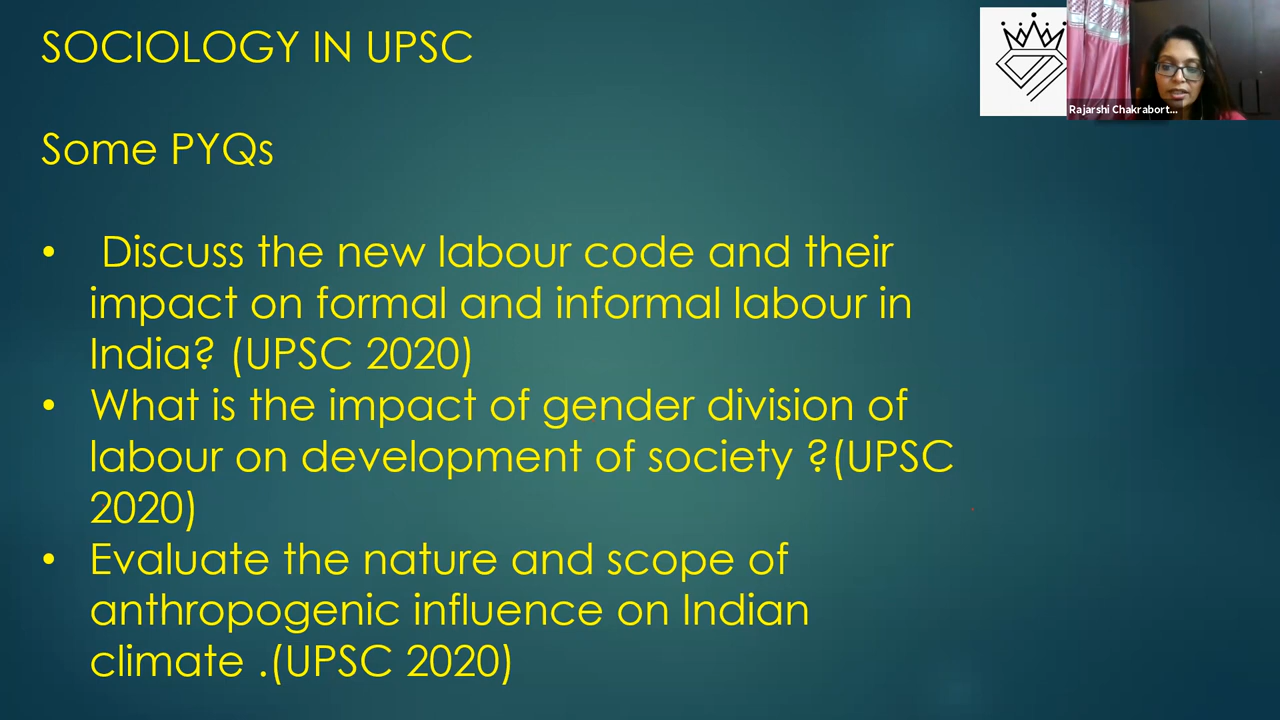 SOCIOLOGY IN UPSC
Rajarshi Chakrabort...
Some PYQs
• Discuss the new labour code and their
impact on formal and informal labour in
India? (UPSC 2020)
• What is the impact of gender division of
labour on development of society ?(UPSC
2020)
• Evaluate the nature and scope of
anthropogenic influence on Indian
climate .(UPSC 2020)